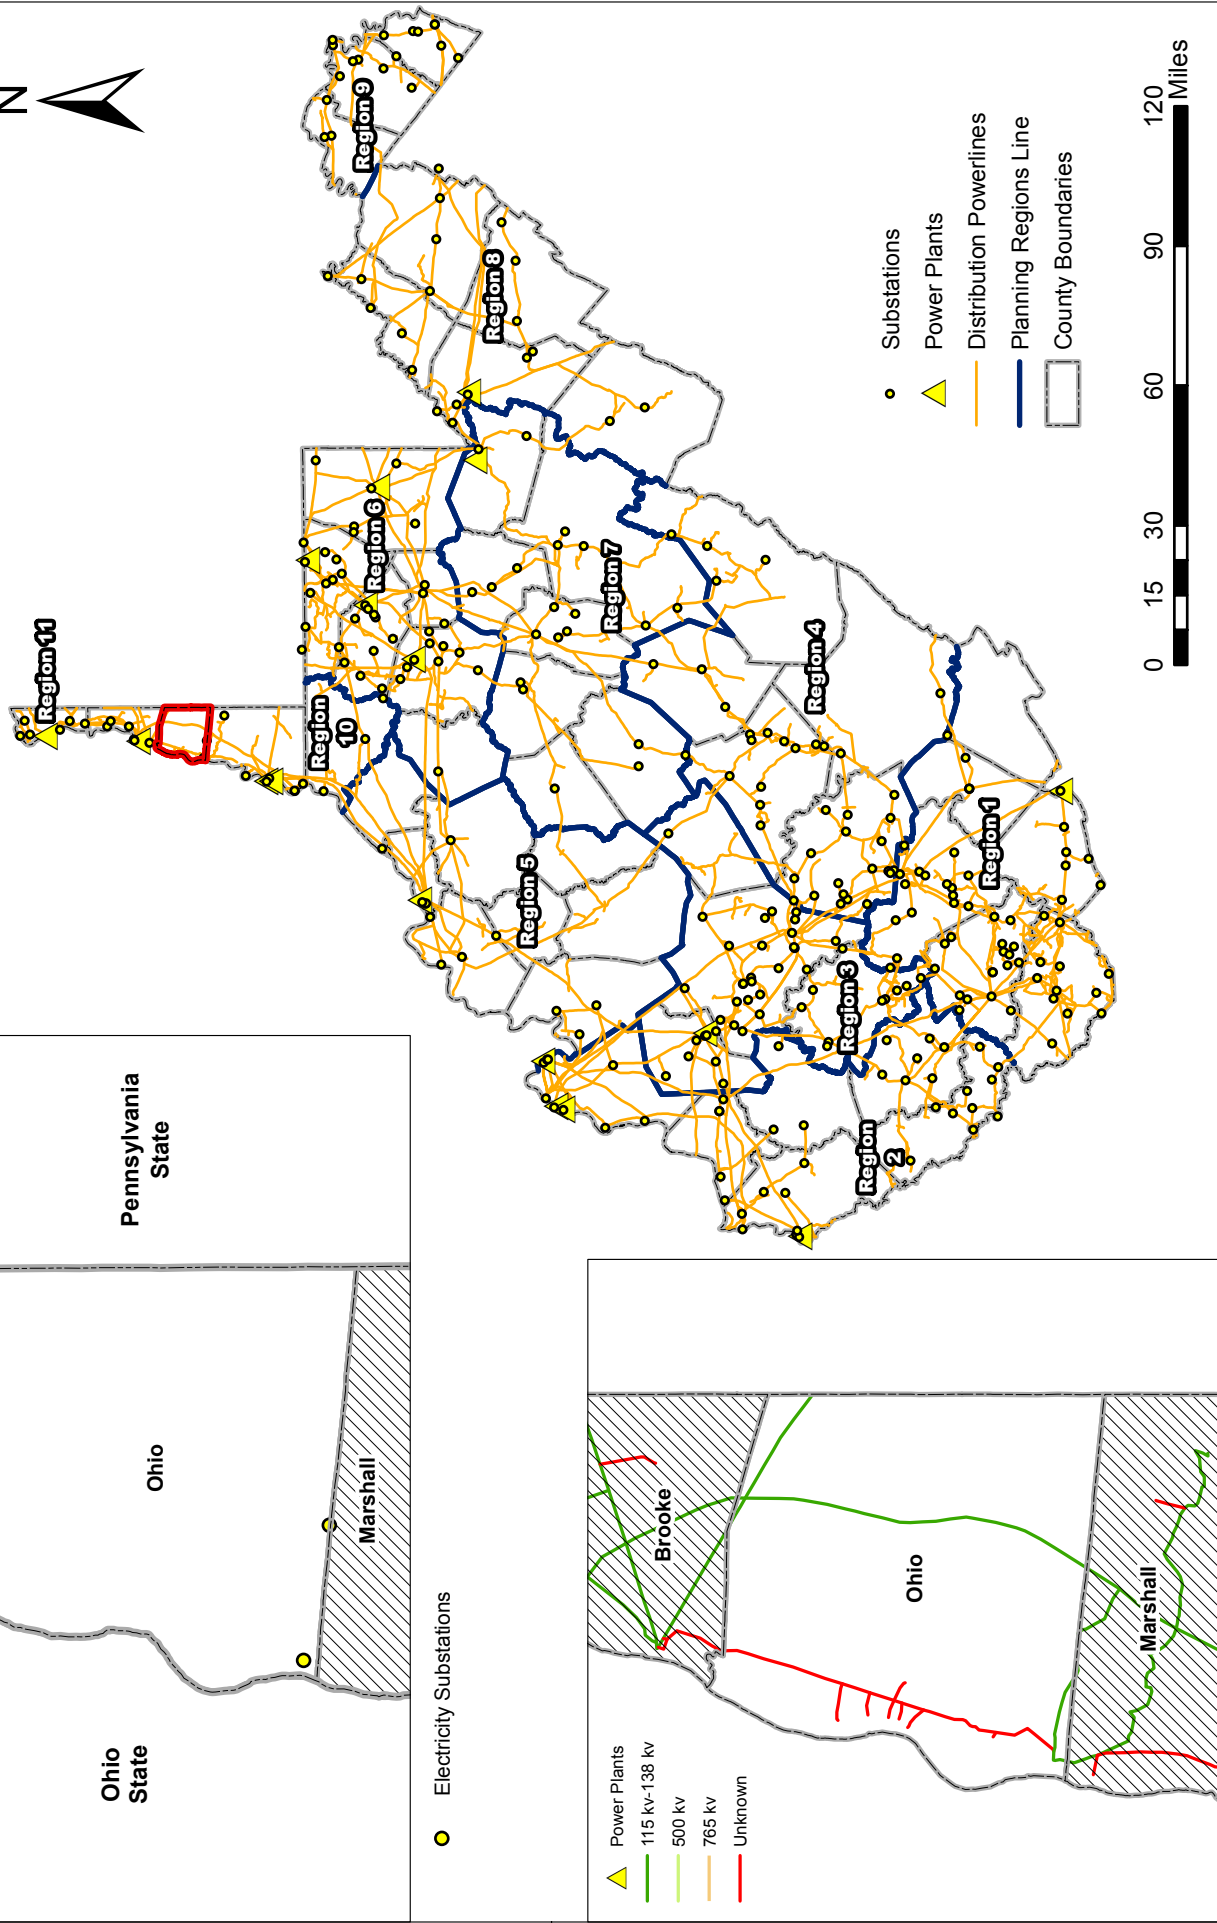 N
Region 11
Region 6
Region 9
Region
10
Region 8
Region 7
Region 5
Region 4
Region 3
Region 1
Region
2
Substations
Power Plants
Distribution Powerlines
Planning Regions Line
County Boundaries
0
15
30
60
90
120
Miles
Ohio
State
Pennsylvania
State
Ohio
Marshall
Electricity Substations
Power Plants
115 kv-138 kv
500 kv
765 kv
Unknown
Brooke
Ohio
Marshall